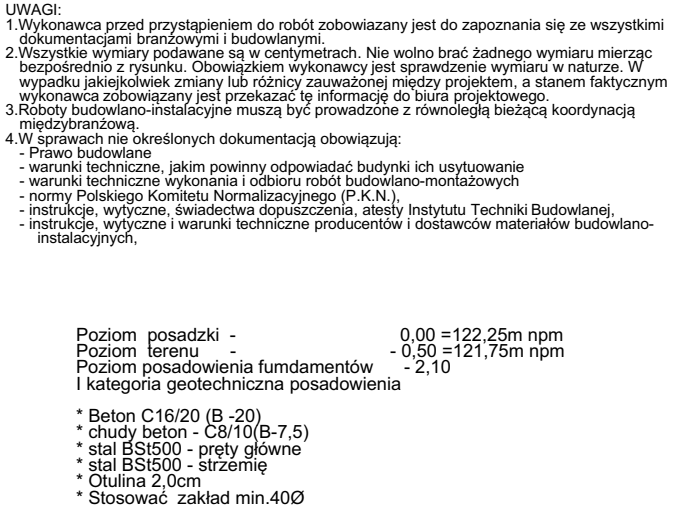 UWAGI:
1.Wykonawca przed przystąpieniem do robót zobowiazany jest do zapoznania się ze wszystkimi
dokumentacjami branżowymi i budowlanymi.
2.Wszystkie wymiary podawane są w centymetrach. Nie wolno brać żadnego wymiaru mierząc
bezpośrednio z rysunku. Obowiązkiem wykonawcy jest sprawdzenie wymiaru w naturze. W
wypadku jakiejkolwiek zmiany lub różnicy zauważonej między projektem, a stanem faktycznym
wykonawca zobowiązany jest przekazać tę informację do biura projektowego.
3.Roboty budowlano-instalacyjne muszą być prowadzone z równoległą bieżącą koordynacją
międzybranżową.
4.W sprawach nie określonych dokumentacją obowiązują:
- Prawo budowlane
- warunki techniczne, jakim powinny odpowiadać budynki ich usytuowanie
- warunki techniczne wykonania i odbioru robót budowlano-montażowych
- normy Polskiego Komitetu Normalizacyjnego (P.K.N.),
- instrukcje, wytyczne, świadectwa dopuszczenia, atesty Instytutu Techniki Budowlanej,
- instrukcje, wytyczne i warunki techniczne producentów i dostawców materiałów budowlano-
instalacyjnych,
Poziom posadzki - 0,00 =122,25m npm
Poziom terenu - - 0,50 =121,75m npm
Poziom posadowienia fumdamentów - 2,10
I kategoria geotechniczna posadowienia
* Beton C16/20 (B -20)
* chudy beton - C8/10(B-7,5)
* stal BSt500 - pręty główne
* stal BSt500 - strzemię
* Otulina 2,0cm
* Stosować zakład min.40Ø